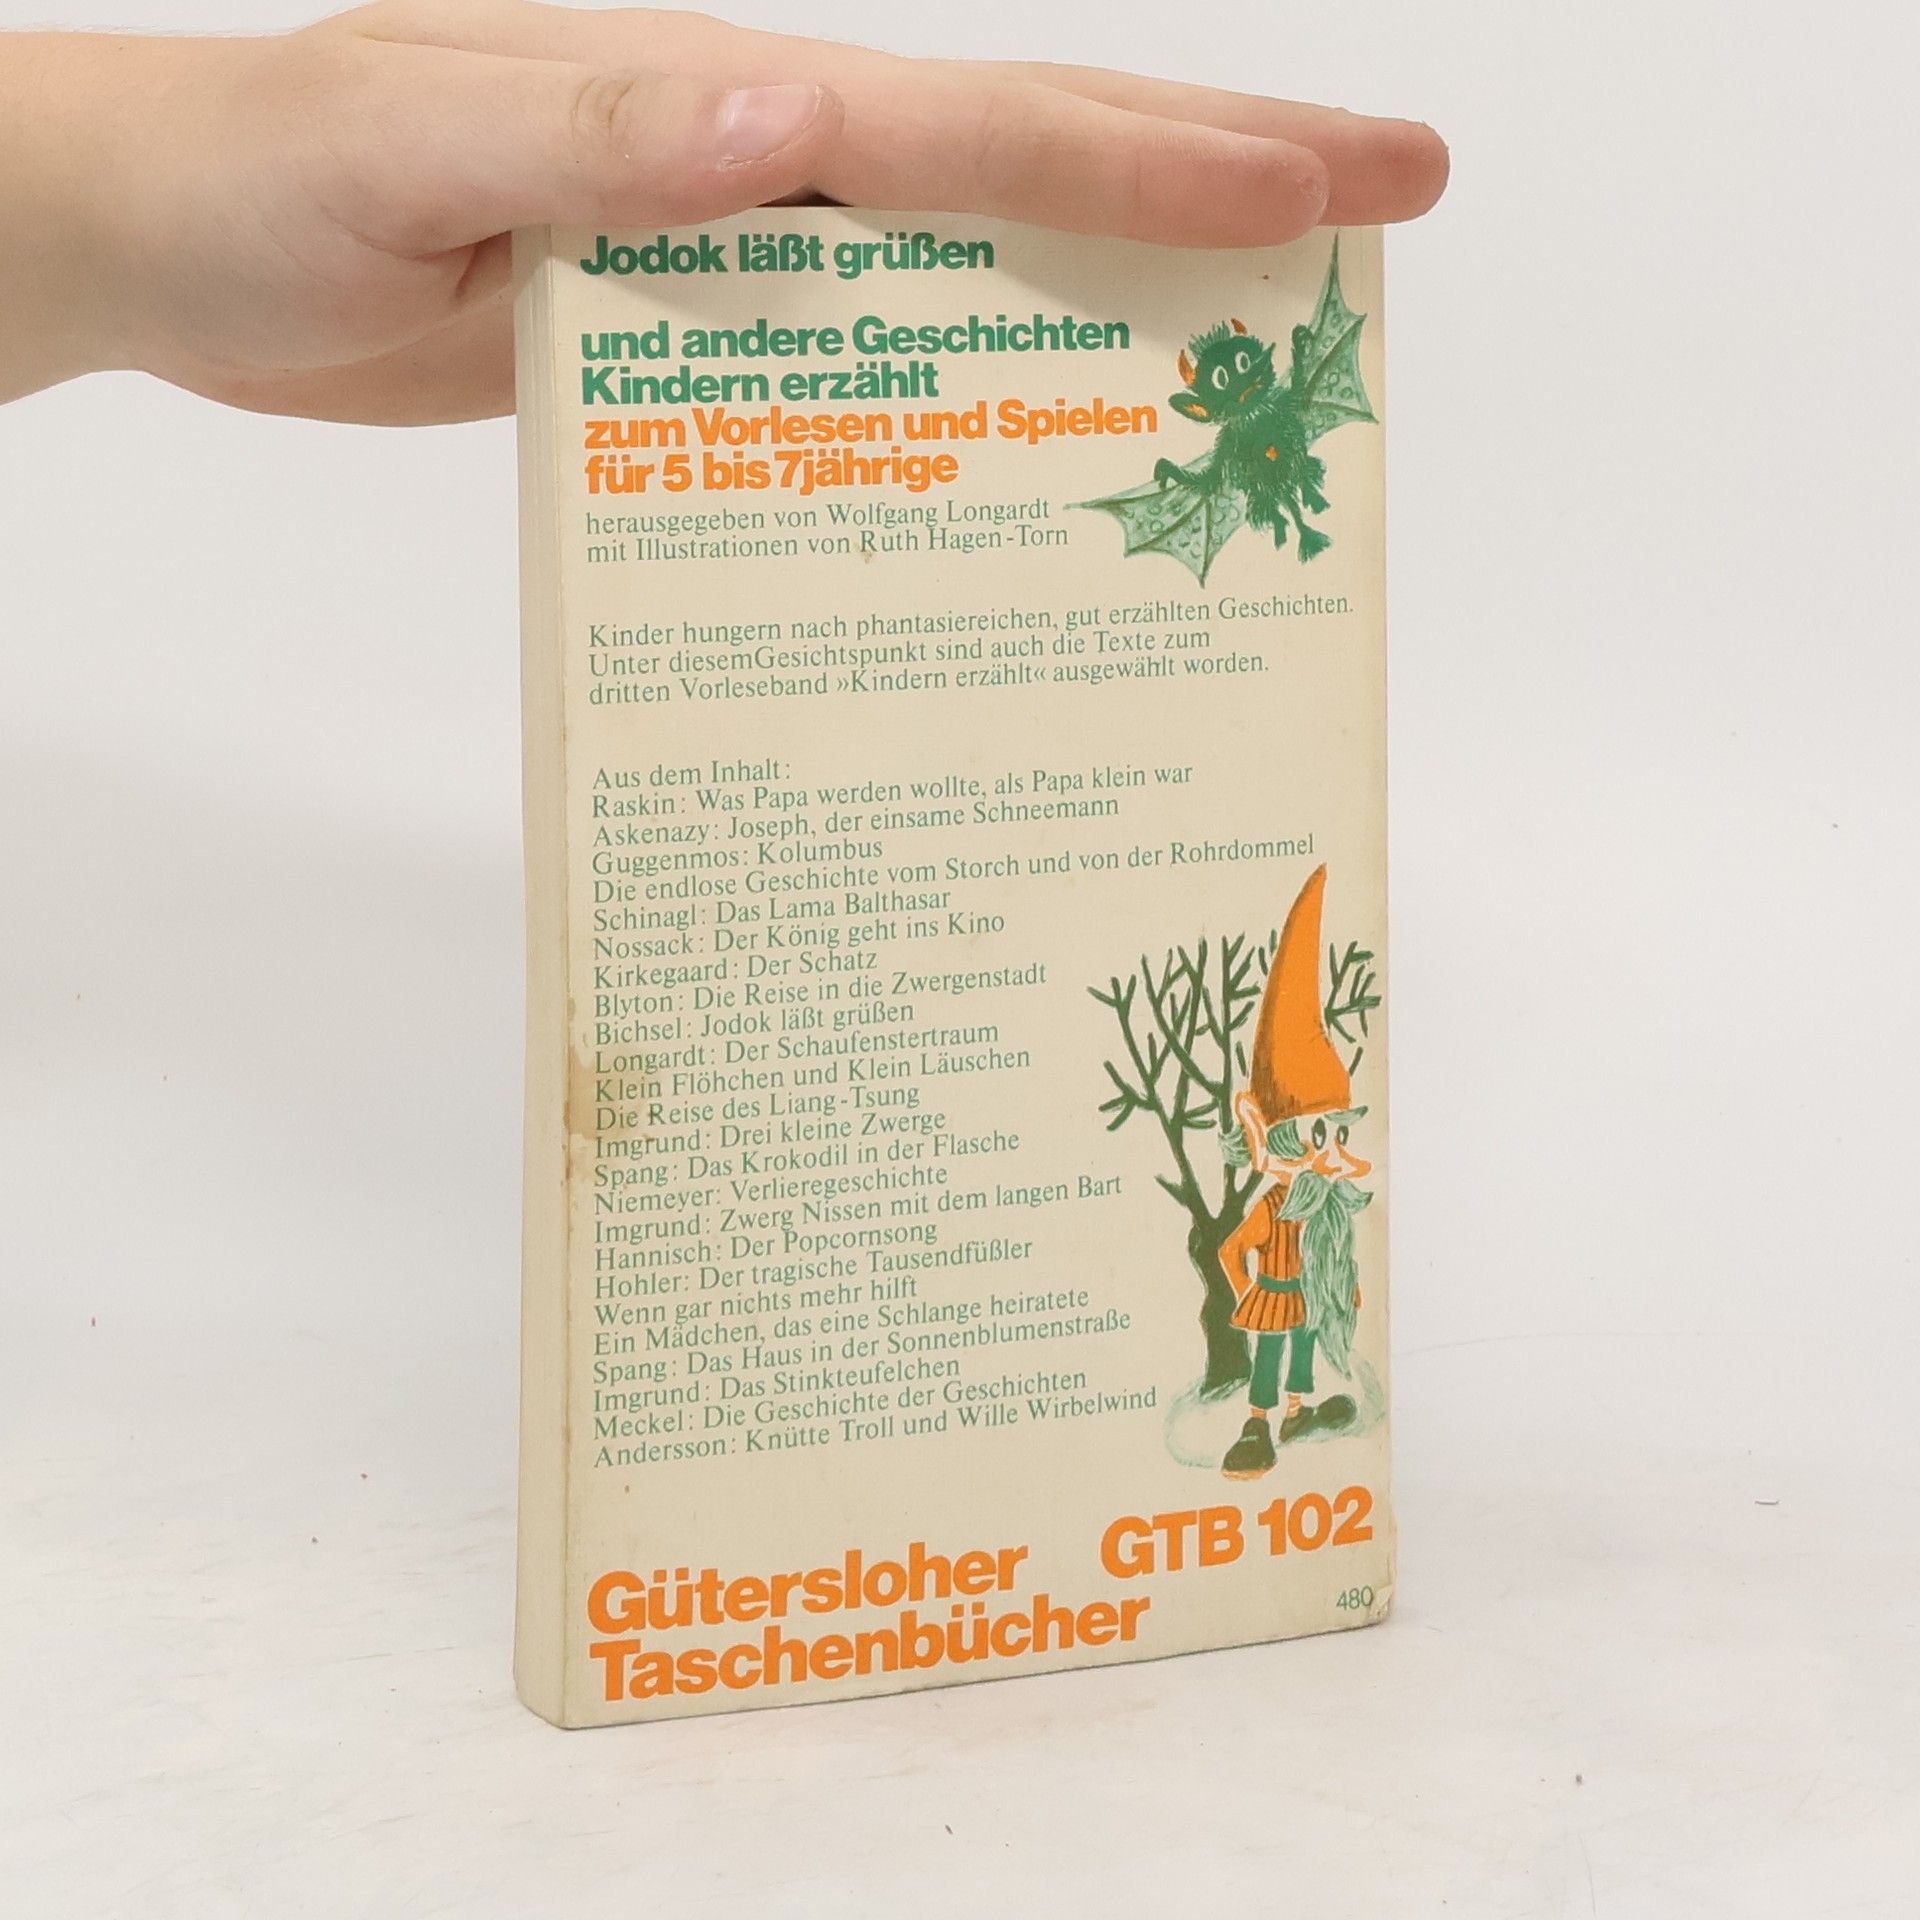 Jodok läßt grüßen
und andere Geschichten
Kindern erzählt
zum Vorlesen und Spielen
für 5 bis 7jährige
herausgegeben von Wolfgang Longardt
mit Illustrationen von Ruth Hagen-Torn
Kinder hungern nach phantasiereichen, gut erzählten Geschichten.
Unter diesemGesichtspunkt sind auch die Texte zum
dritten Vorleseband »Kindern erzählt« ausgewählt worden.
Aus dem Inhalt:
Raskin: Was Papa werden wollte, als Papa klein war
Askenazy: Joseph, der einsame Schneemann
Guggenmos: Kolumbus
Die endlose Geschichte vom Storch und von der Rohrdommel
Schinagl: Das Lama Balthasar
Nossack: Der König geht ins Kino
Kirkegaard: Der Schatz
Blyton: Die Reise in die Zwergenstadt
Bichsel: Jodok läßt grüßen
Longardt: Der Schaufenstertraum
Klein Flöhchen und Klein Läuschen
Die Reise des Liang-Tsung
Imgrund: Drei kleine Zwerge
Spang: Das Krokodil in der Flasche
Niemeyer: Verlieregeschichte
Imgrund: Zwerg Nissen mit dem langen Bart
Hannisch: Der Popcornsong
Hohler: Der tragische Tausendfüßler
Wenn gar nichts mehr hilft
Ein Mädchen, das eine Schlange heiratete
Spang: Das Haus in der Sonnenblumenstraße
Imgrund: Das Stinkteufelchen
Meckel: Die Geschichte der Geschichten
Andersson: Knütte Troll und Wille Wirbelwind
Gütersloher GTB 102
Taschenbücher
480